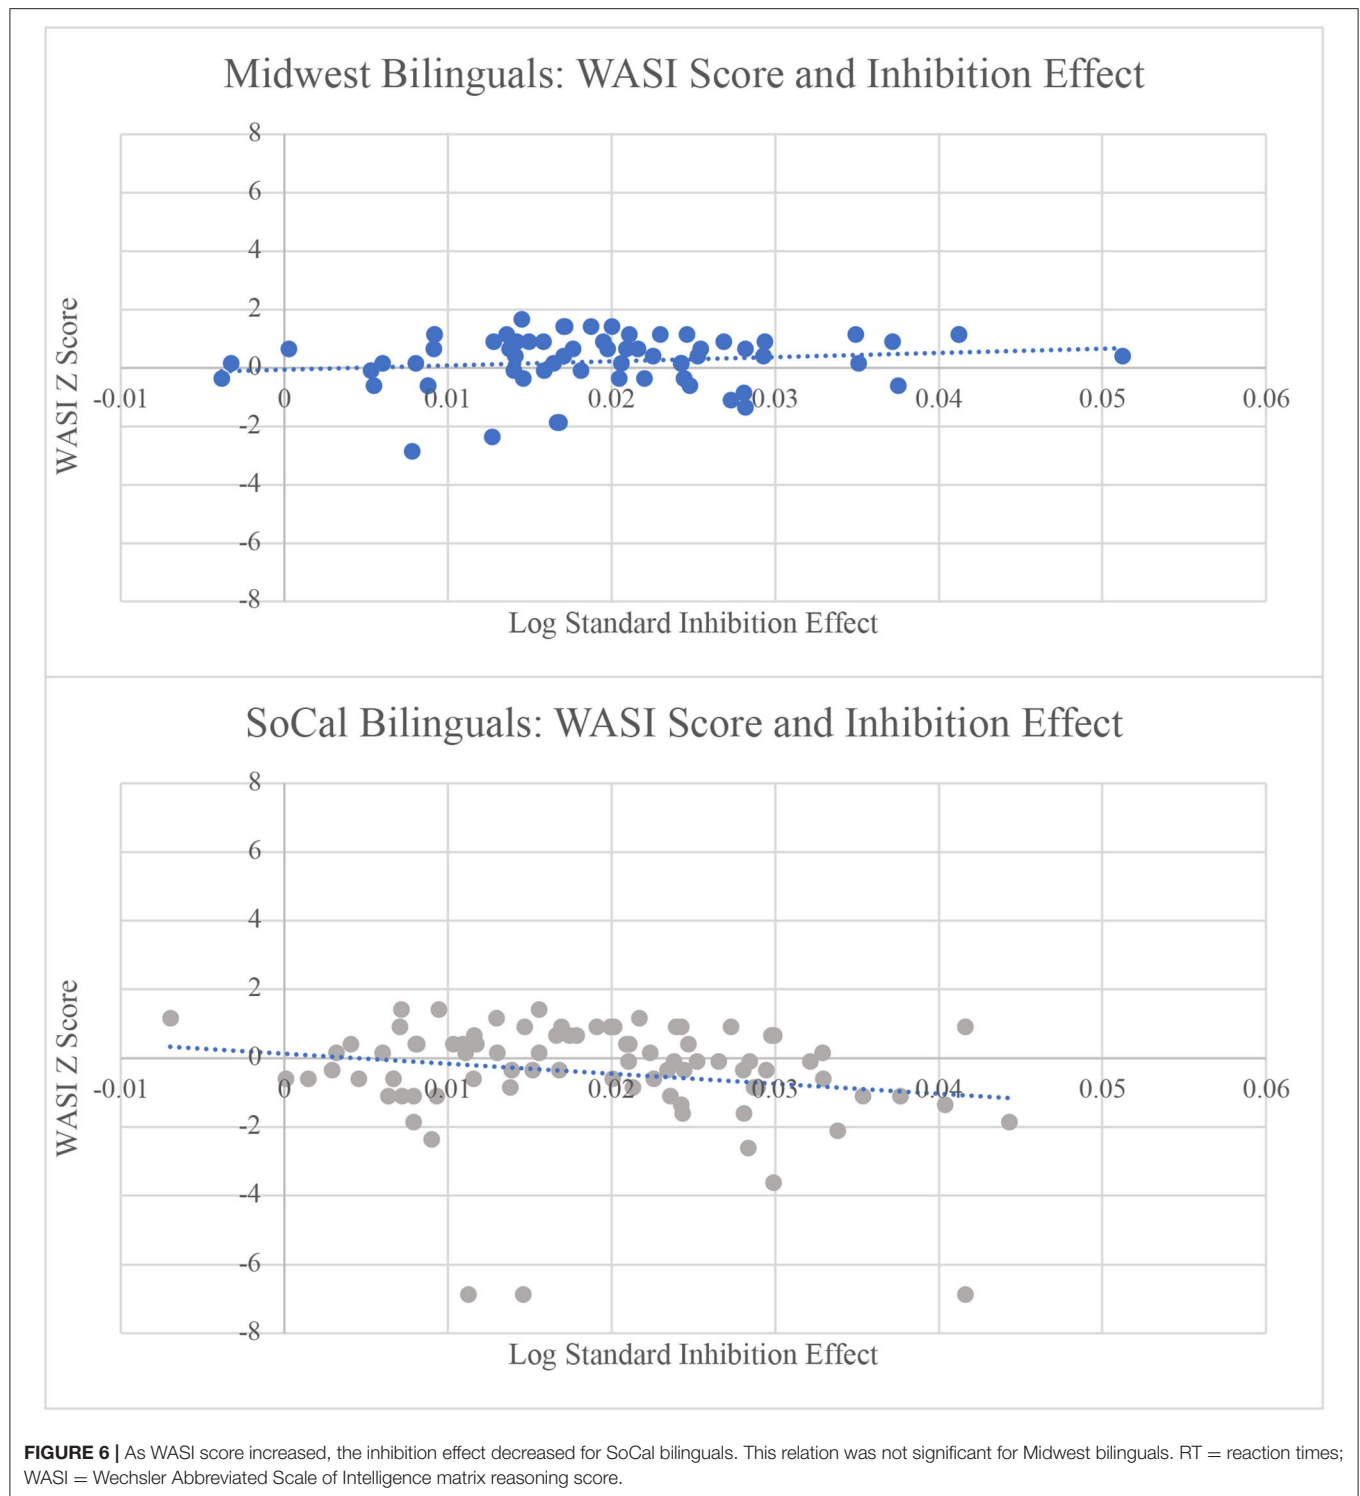 Midwest Bilinguals: WASI Score and Inhibition Effect
8
6
4
2
0
-0.01 0 0.01 0.02 0.03 0.04 0.05 0.06
-2
-4
-6
-8
WASI Z Score
Log Standard Inhibition Effect
SoCal Bilinguals: WASI Score and Inhibition Effect
8
6
4
2
0
-0.01 0 0.01 0.02 0.03 0.04 0.05 0.06
-2
-4
-6
-8
WASI Z Score
Log Standard Inhibition Effect
FIGURE 6 | As WASI score increased, the inhibition effect decreased for SoCal bilinguals. This relation was not significant for Midwest bilinguals. RT = reaction times;
WASI = Wechsler Abbreviated Scale of Intelligence matrix reasoning score.